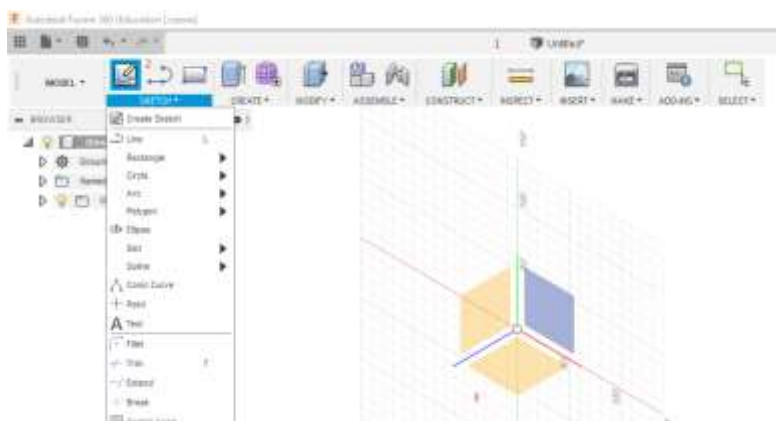 Autodesk Fusion 360 (Education License)
1 Untitled*
MODEL
SKETCH CREATE MODIFY ASSEMBLE CONSTRUCT INSPECT INSERT MAKE ADD-INS SELECT
BROWSER
Create Sketch
Line L
Rectangle
Circle
Arc
Polygon
Ellipse
Slot
Spline
Conic Curve
Point
Text
Fillet
Trim T
Extend
Break